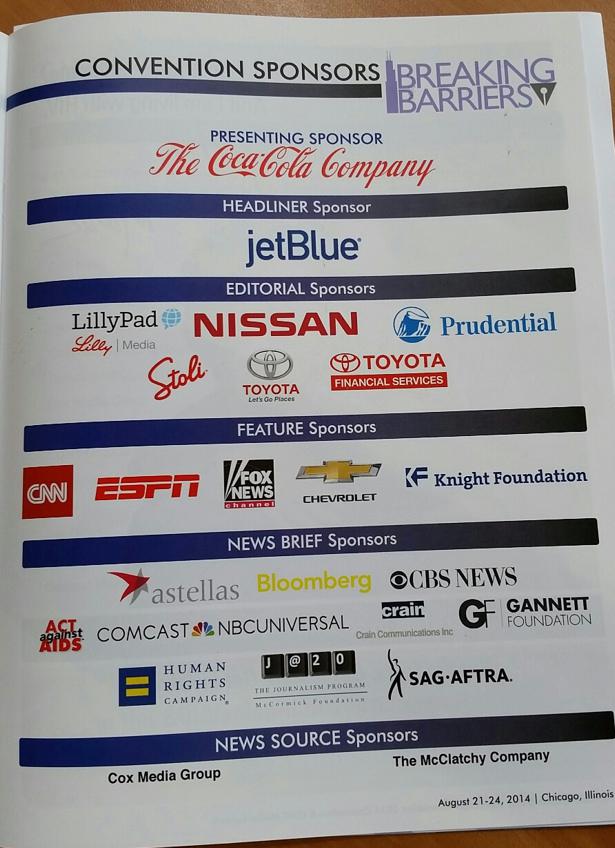 CONVENTION SPONSORS
BREAKING
BARRIERS
PRESENTING SPONSOR
The Coca-Cola Company
HEADLINER Sponsor
jetBlue®
EDITORIAL Sponsors
LillyPad
Lilly | Media
NISSAN
Prudential
Stoli
TOYOTA
Let's Go Places
TOYOTA
FINANCIAL SERVICES
FEATURE Sponsors
CNN
ESPN
FOX
NEWS
channel
CHEVROLET
KF Knight Foundation
NEWS BRIEF Sponsors
astellas
Bloomberg
CBS NEWS
ACT
against
AIDS
COMCAST NBCUNIVERSAL
crain
Crain Communications Inc
GF GANNETT
FOUNDATION
HUMAN
RIGHTS
CAMPAIGN®
J @ 2 0
THE JOURNALISM PROGRAM
McCormick Foundation
SAG·AFTRA.
NEWS SOURCE Sponsors
Cox Media Group
The McClatchy Company
August 21-24, 2014 | Chicago, Illinois